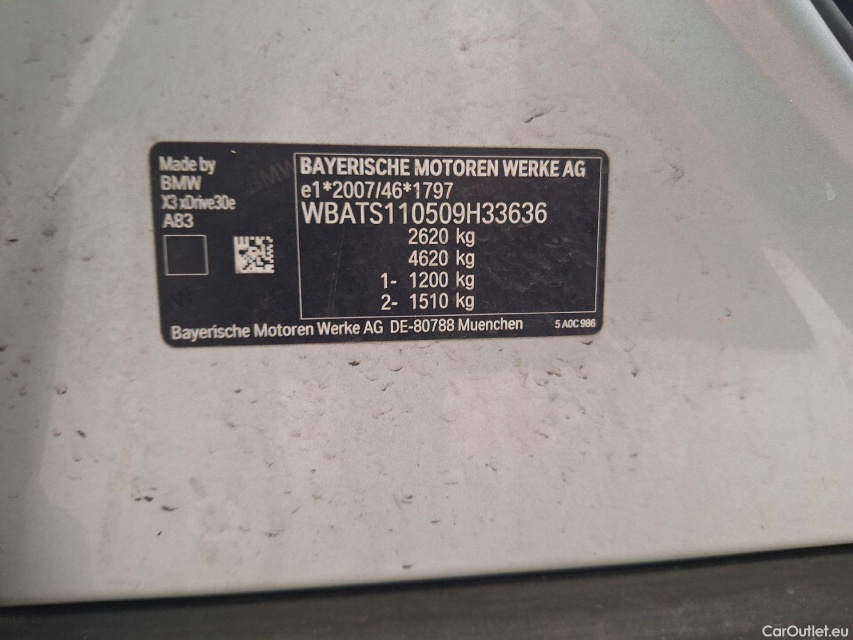 Made by
BMW
X3 xDrive30e
A83
BAYERISCHE MOTOREN WERKE AG
e1*2007/46*1797
WBATS110509H33636
2620 kg
4620 kg
1- 1200 kg
2- 1510 kg
Bayerische Motoren Werke AG DE-80788 Muenchen
5 A0C 986
CarOutlet.eu